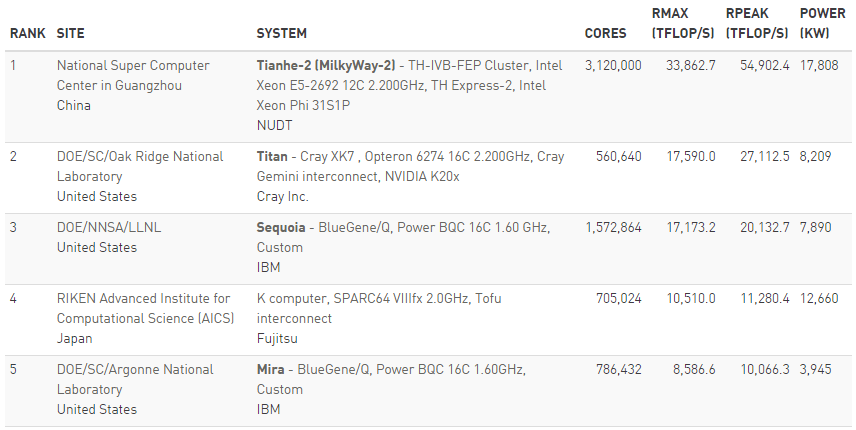 RANK SITE SYSTEM CORES RMAX (TFLOP/S) RPEAK (TFLOP/S) POWER (KW)
1 National Super Computer Center in Guangzhou China Tianhe-2 (MilkyWay-2) - TH-IVB-FEP Cluster, Intel Xeon E5-2692 12C 2.200GHz, TH Express-2, Intel Xeon Phi 31S1P NUDT 3,120,000 33,862.7 54,902.4 17,808
2 DOE/SC/Oak Ridge National Laboratory United States Titan - Cray XK7 , Opteron 6274 16C 2.200GHz, Cray Gemini interconnect, NVIDIA K20x Cray Inc. 560,640 17,590.0 27,112.5 8,209
3 DOE/NNSA/LLNL United States Sequoia - BlueGene/Q, Power BQC 16C 1.60 GHz, Custom IBM 1,572,864 17,173.2 20,132.7 7,890
4 RIKEN Advanced Institute for Computational Science (AICS) Japan K computer, SPARC64 VIIIfx 2.0GHz, Tofu interconnect Fujitsu 705,024 10,510.0 11,280.4 12,660
5 DOE/SC/Argonne National Laboratory United States Mira - BlueGene/Q, Power BQC 16C 1.60GHz, Custom IBM 786,432 8,586.6 10,066.3 3,945